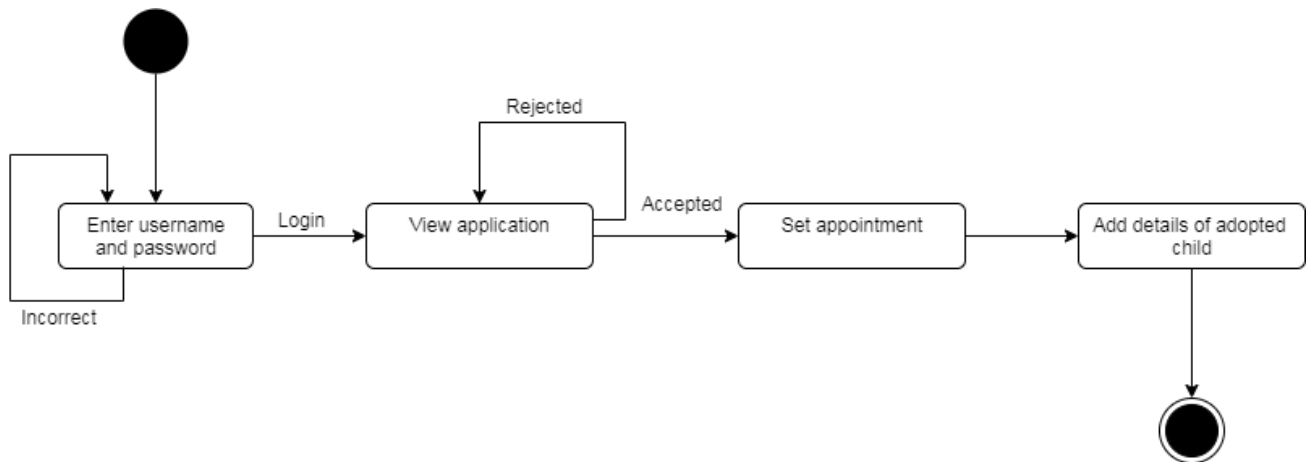 Rejected
Accepted
Enter username
and password
Login
View application
Set appointment
Add details of adopted
child
Incorrect